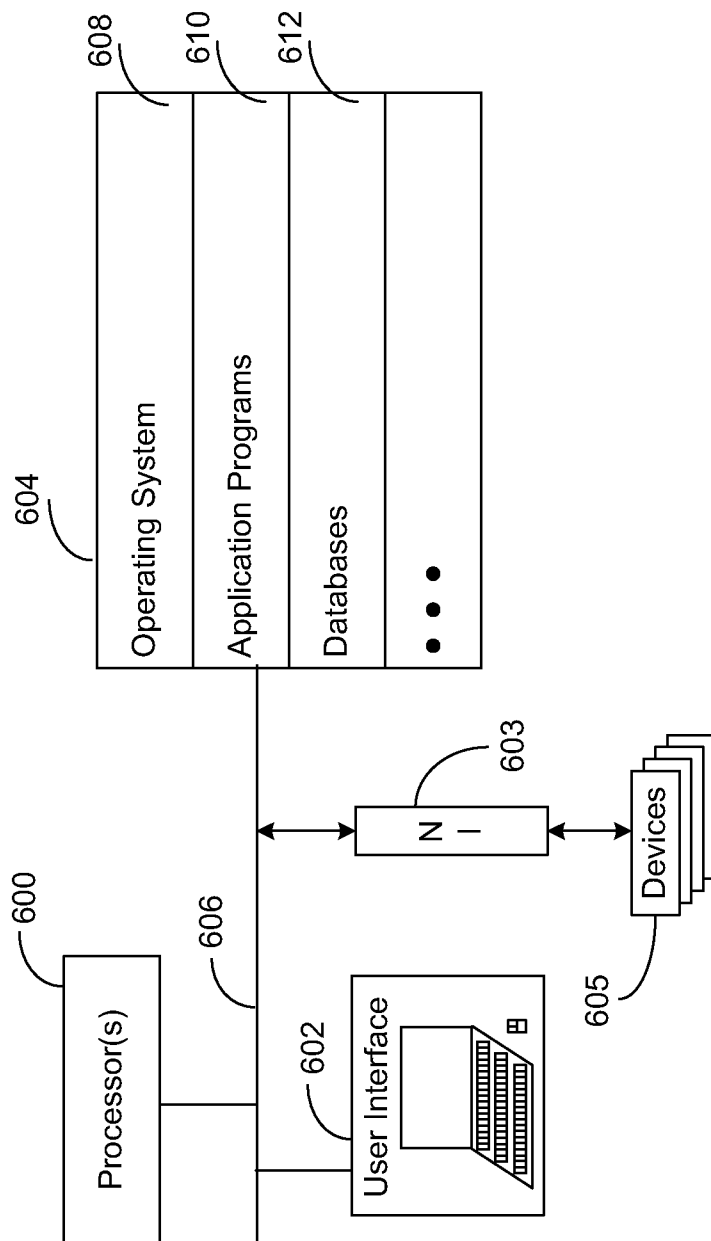 600
Processor(s)
606
602
User Interface
603
N
I
605
Devices
604
Operating System
608
Application Programs
610
Databases
612